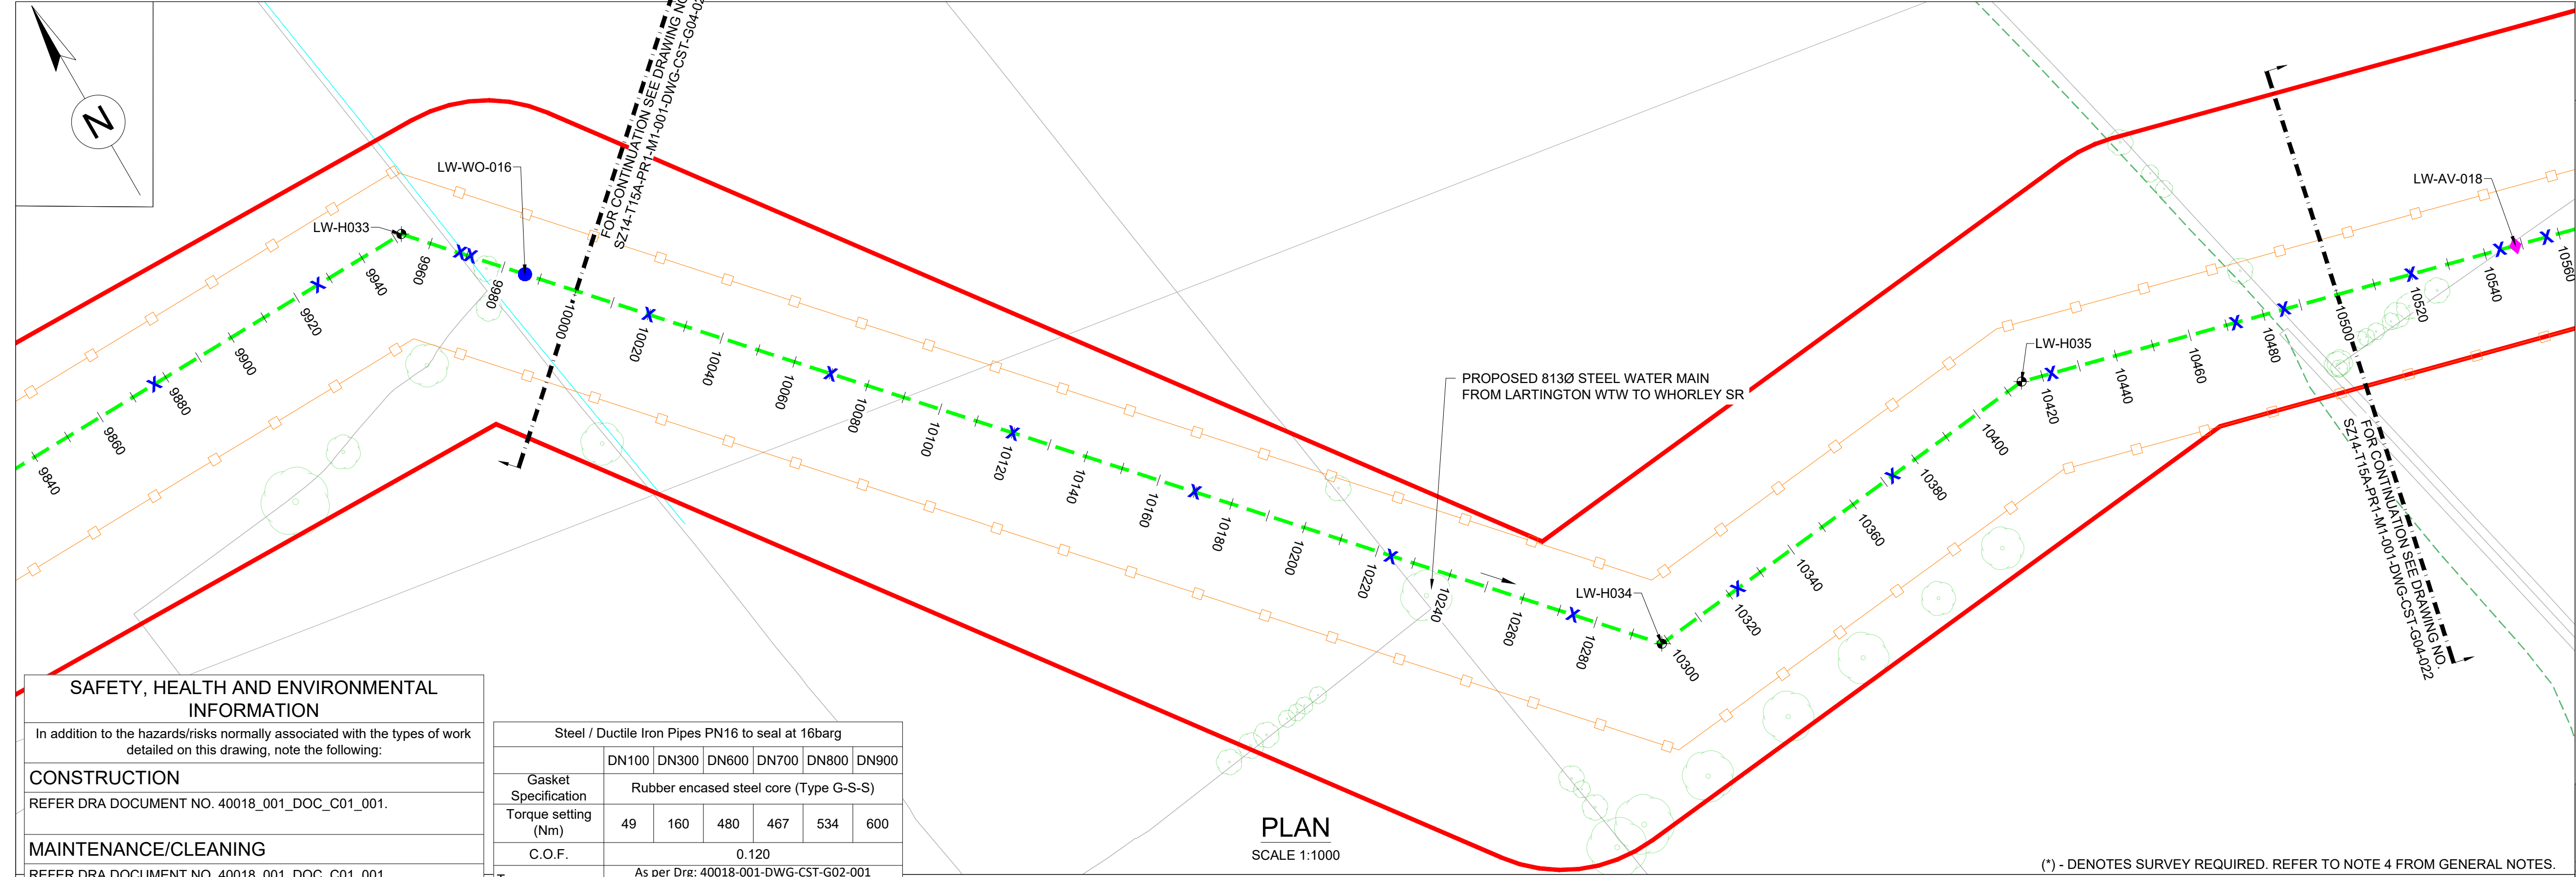 N
FOR CONTINUATION SEE DRAWING NO.
SZ14-T15A-PR1-M1-001-DWG-CST-G04-02
LW-WO-016
LW-H033
LW-AV-018
LW-H035
LW-H034
PROPOSED 813Ø STEEL WATER MAIN
FROM LARTINGTON WTW TO WHORLEY SR
9840
9860
9880
9900
9920
9940
9960
9980
10000
10020
10040
10060
10080
10100
10120
10140
10160
10180
10200
10220
10240
10260
10280
10300
10320
10340
10360
10380
10400
10420
10440
10460
10480
10500
10520
10540
10560
FOR CONTINUATION SEE DRAWING NO.
SZ14-T15A-PR1-M1-001-DWG-CST-G04-022
SAFETY, HEALTH AND ENVIRONMENTAL
INFORMATION
In addition to the hazards/risks normally associated with the types of work
detailed on this drawing, note the following:
CONSTRUCTION
REFER DRA DOCUMENT NO. 40018_001_DOC_C01_001.
MAINTENANCE/CLEANING
REFER DRA DOCUMENT NO. 40018_001_DOC_C01_001.
Steel / Ductile Iron Pipes PN16 to seal at 16barg
DN100 DN300 DN600 DN700 DN800 DN900
Gasket
Specification
Rubber encased steel core (Type G-S-S)
Torque setting
(Nm)
49 160 480 467 534 600
C.O.F. 0.120
As per Drg: 40018-001-DWG-CST-G02-001
PLAN
SCALE 1:1000
(*) - DENOTES SURVEY REQUIRED. REFER TO NOTE 4 FROM GENERAL NOTES.